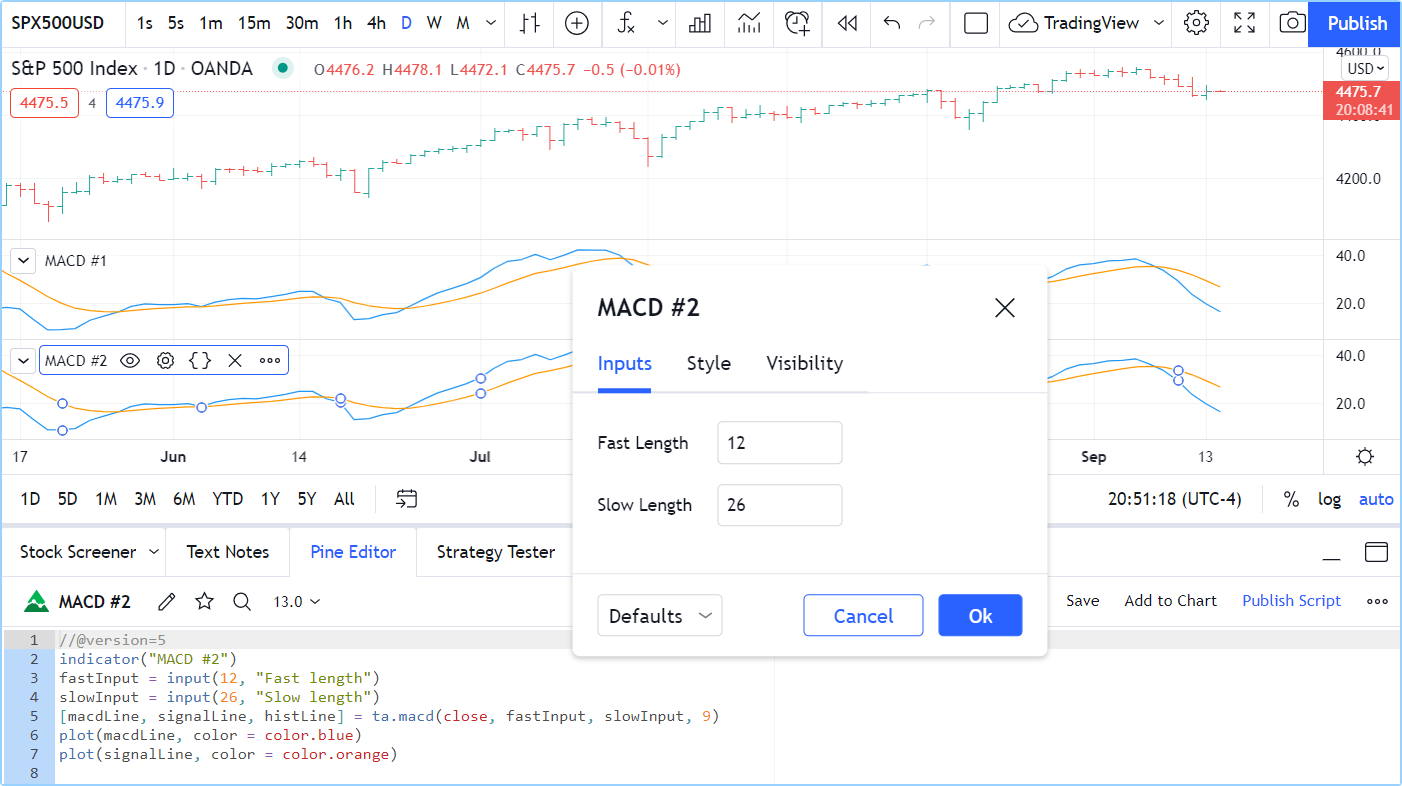 SPX500USD 1s 5s 1m 15m 30m 1h 4h D W M TradingView Publish
4600.0
S&P 500 Index · 1D · OANDA O4476.2 H4478.1 L4472.1 C4475.7 −0.5 (−0.01%) USD
4475.5 4 4475.9
4475.7
20:08:41
4200.0
MACD #1
40.0
20.0
MACD #2
40.0
20.0
17 Jun 14 Jul Sep 13
1D 5D 1M 3M 6M YTD 1Y 5Y All 20:51:18 (UTC-4) % log auto
MACD #2
Inputs Style Visibility
Fast Length 12
Slow Length 26
Defaults Cancel Ok
Stock Screener Text Notes Pine Editor Strategy Tester
MACD #2 13.0 Save Add to Chart Publish Script
1 //@version=5
2 indicator("MACD #2")
3 fastInput = input(12, "Fast length")
4 slowInput = input(26, "Slow length")
5 [macdLine, signalLine, histLine] = ta.macd(close, fastInput, slowInput, 9)
6 plot(macdLine, color = color.blue)
7 plot(signalLine, color = color.orange)
8